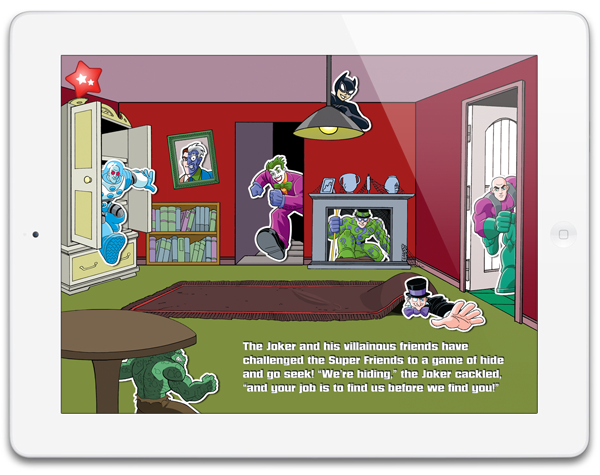 The Joker and his villainous friends have
challenged the Super Friends to a game of hide
and go seek! “We’re hiding,” the Joker cackled,
“and your job is to find us before we find you!”